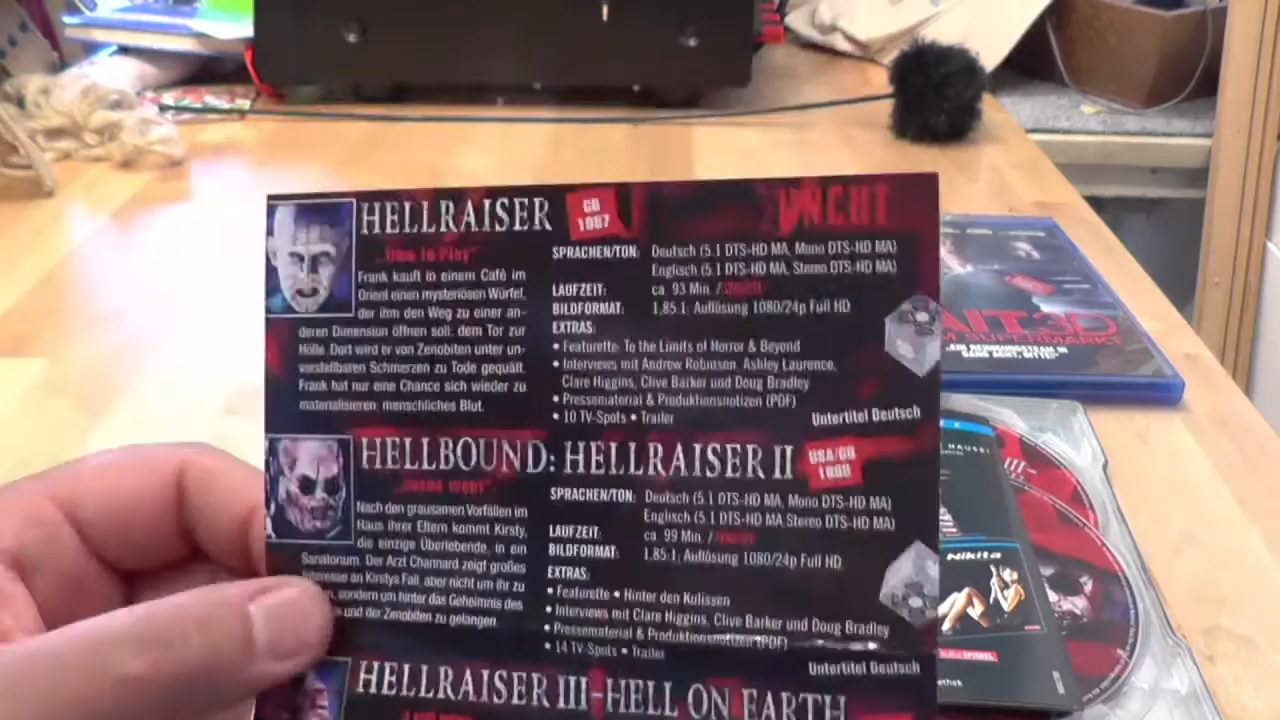 HELLRAISER
GB
1987
UNCUT
„Time to Play“
Frank kauft in einem Café im
Orient einen mysteriösen Würfel,
der ihm den Weg zu einer an-
deren Dimension öffnen soll: dem Tor zur
Hölle. Dort wird er von Zenobiten unter un-
vorstellbaren Schmerzen zu Tode gequält.
Frank hat nur eine Chance sich wieder zu
materialisieren: menschliches Blut.
SPRACHEN/TON: Deutsch (5.1 DTS-HD MA, Mono DTS-HD MA)
Englisch (5.1 DTS-HD MA, Stereo DTS-HD MA)
LAUFZEIT: ca. 93 Min. /
BILDFORMAT: 1,85:1; Auflösung 1080/24p Full HD
EXTRAS:
• Featurette: To the Limits of Horror & Beyond
• Interviews mit Andrew Robinson, Ashley Laurence,
Clare Higgins, Clive Barker und Doug Bradley
• Pressematerial & Produktionsnotizen (PDF)
• 10 TV-Spots • Trailer
Untertitel Deutsch
HELLBOUND: HELLRAISER II
USA/GB
1988
„Jesus wept“
Nach den grausamen Vorfällen im
Haus ihrer Eltern kommt Kirsty,
die einzige Überlebende, in ein
Sanatorium. Der Arzt Channard zeigt großes
Interesse an Kirstys Fall, aber nicht um ihr zu
sondern um hinter das Geheimnis des
und der Zenobiten zu gelangen.
SPRACHEN/TON: Deutsch (5.1 DTS-HD MA, Mono DTS-HD MA)
Englisch (5.1 DTS-HD MA Stereo DTS-HD MA)
LAUFZEIT: ca. 99 Min. /
BILDFORMAT: 1,85:1; Auflösung 1080/24p Full HD
EXTRAS:
• Featurette • Hinter den Kulissen
• Interviews mit Clare Higgins, Clive Barker und Doug Bradley
• Pressematerial & Produktionsnotizen (PDF)
• 14 TV-Spots • Trailer
Untertitel Deutsch
HELLRAISER III-HELL ON EARTH
AIT 3D
M SUPERMARKT
HAUSE!
III-
Nikita
SPIEGEL